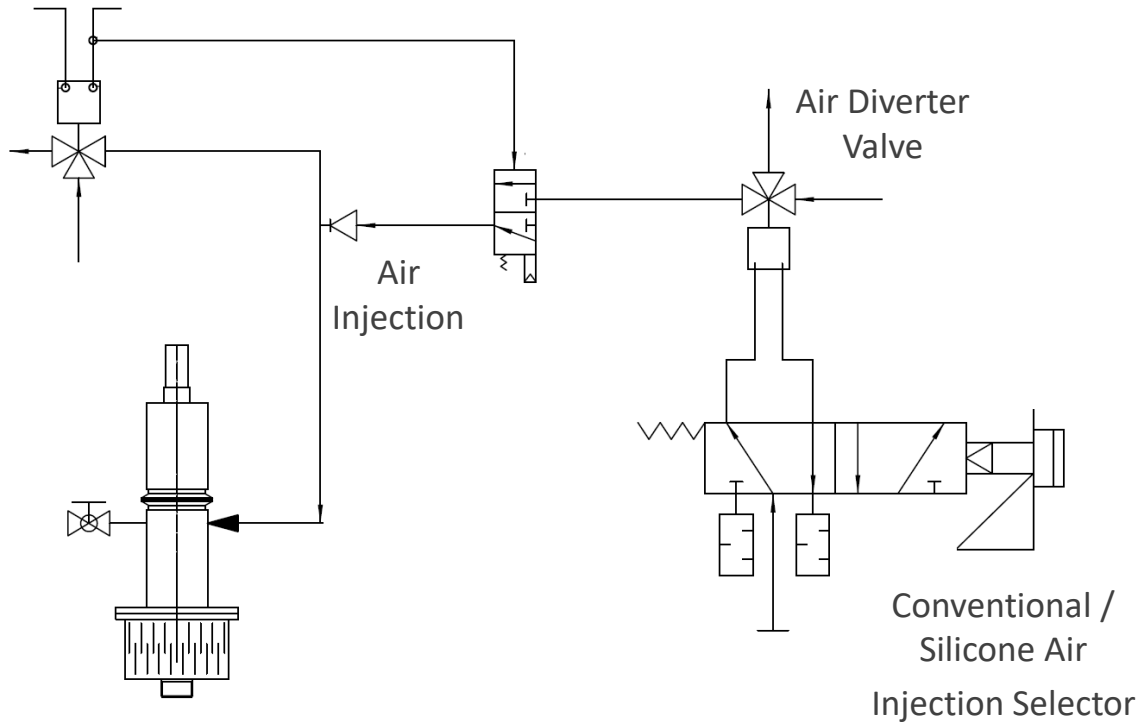 Air Diverter
Valve
Air
Injection
Conventional /
Silicone Air
Injection Selector